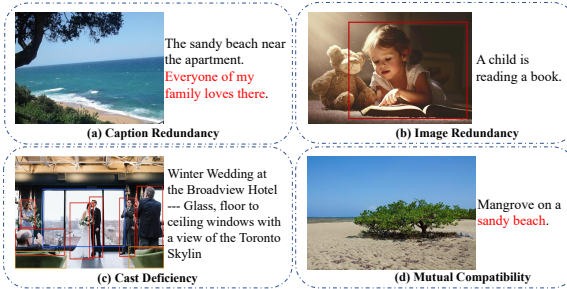 The sandy beach near
the apartment.
Everyone of my
family loves there.
(a) Caption Redundancy
A child is
reading a book.
(b) Image Redundancy
Winter Wedding at
the Broadview Hotel
--- Glass, floor to
ceiling windows with
a view of the Toronto
Skylin
(c) Cast Deficiency
Mangrove on a
sandy beach.
(d) Mutual Compatibility